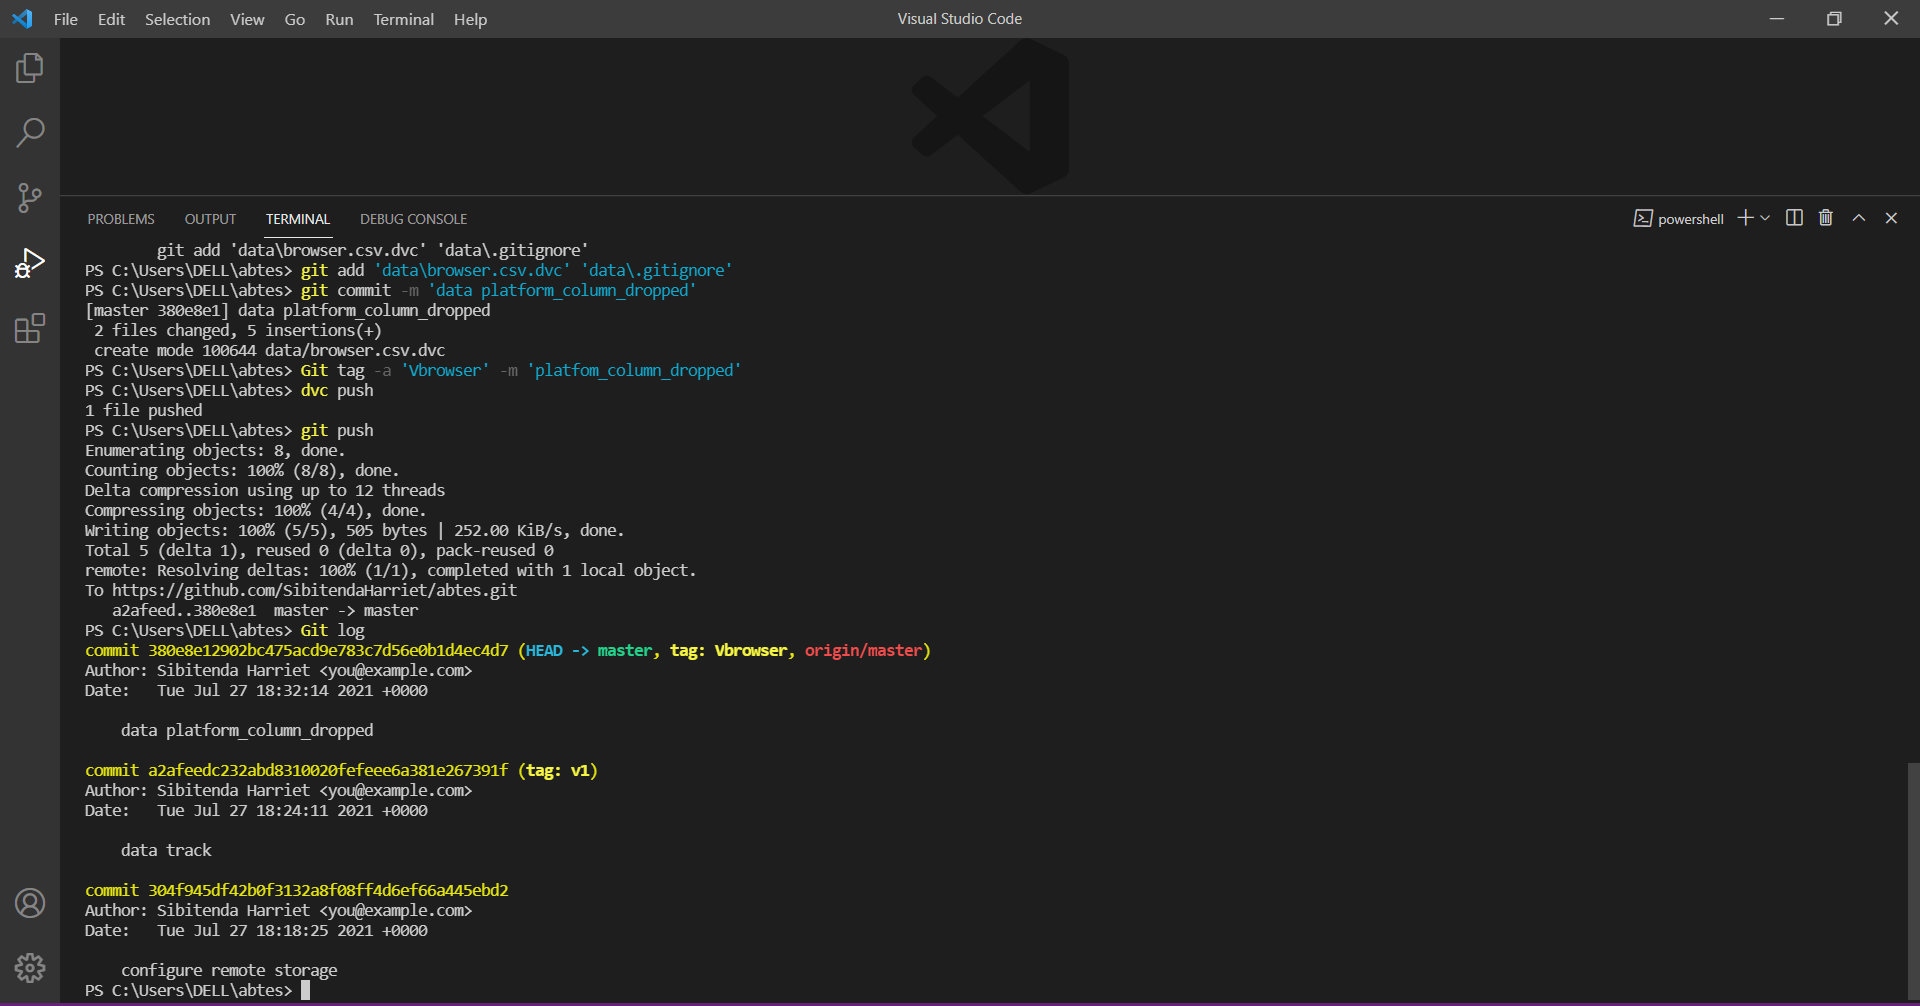 File Edit Selection View Go Run Terminal Help
Visual Studio Code
PROBLEMS OUTPUT TERMINAL DEBUG CONSOLE
powershell
git add 'data\browser.csv.dvc' 'data\.gitignore'
PS C:\Users\DELL\abtes> git add 'data\browser.csv.dvc' 'data\.gitignore'
PS C:\Users\DELL\abtes> git commit -m 'data platform_column_dropped'
[master 380e8e1] data platform_column_dropped
2 files changed, 5 insertions(+)
create mode 100644 data/browser.csv.dvc
PS C:\Users\DELL\abtes> Git tag -a 'Vbrowser' -m 'platfom_column_dropped'
PS C:\Users\DELL\abtes> dvc push
1 file pushed
PS C:\Users\DELL\abtes> git push
Enumerating objects: 8, done.
Counting objects: 100% (8/8), done.
Delta compression using up to 12 threads
Compressing objects: 100% (4/4), done.
Writing objects: 100% (5/5), 505 bytes | 252.00 KiB/s, done.
Total 5 (delta 1), reused 0 (delta 0), pack-reused 0
remote: Resolving deltas: 100% (1/1), completed with 1 local object.
To https://github.com/SibitendaHarriet/abtes.git
a2afeed..380e8e1  master -> master
PS C:\Users\DELL\abtes> Git log
commit 380e8e12902bc475acd9e783c7d56e0b1d4ec4d7 (HEAD -> master, tag: Vbrowser, origin/master)
Author: Sibitenda Harriet <you@example.com>
Date:   Tue Jul 27 18:32:14 2021 +0000
data platform_column_dropped
commit a2afeedc232abd8310020fefeee6a381e267391f (tag: v1)
Author: Sibitenda Harriet <you@example.com>
Date:   Tue Jul 27 18:24:11 2021 +0000
data track
commit 304f945df42b0f3132a8f08ff4d6ef66a445ebd2
Author: Sibitenda Harriet <you@example.com>
Date:   Tue Jul 27 18:18:25 2021 +0000
configure remote storage
PS C:\Users\DELL\abtes>